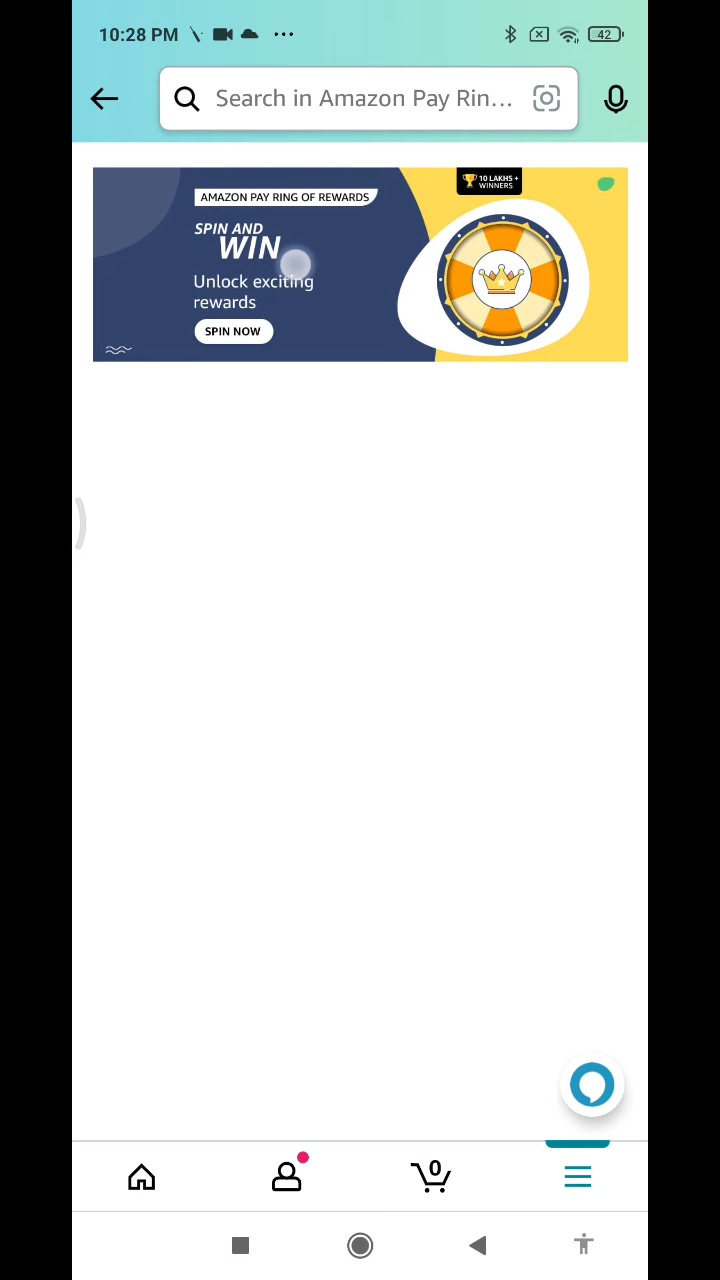 10:28 PM
42
Search in Amazon Pay Rin...
10 LAKHS +
WINNERS
AMAZON PAY RING OF REWARDS
SPIN AND
WIN
Unlock exciting
rewards
SPIN NOW
0